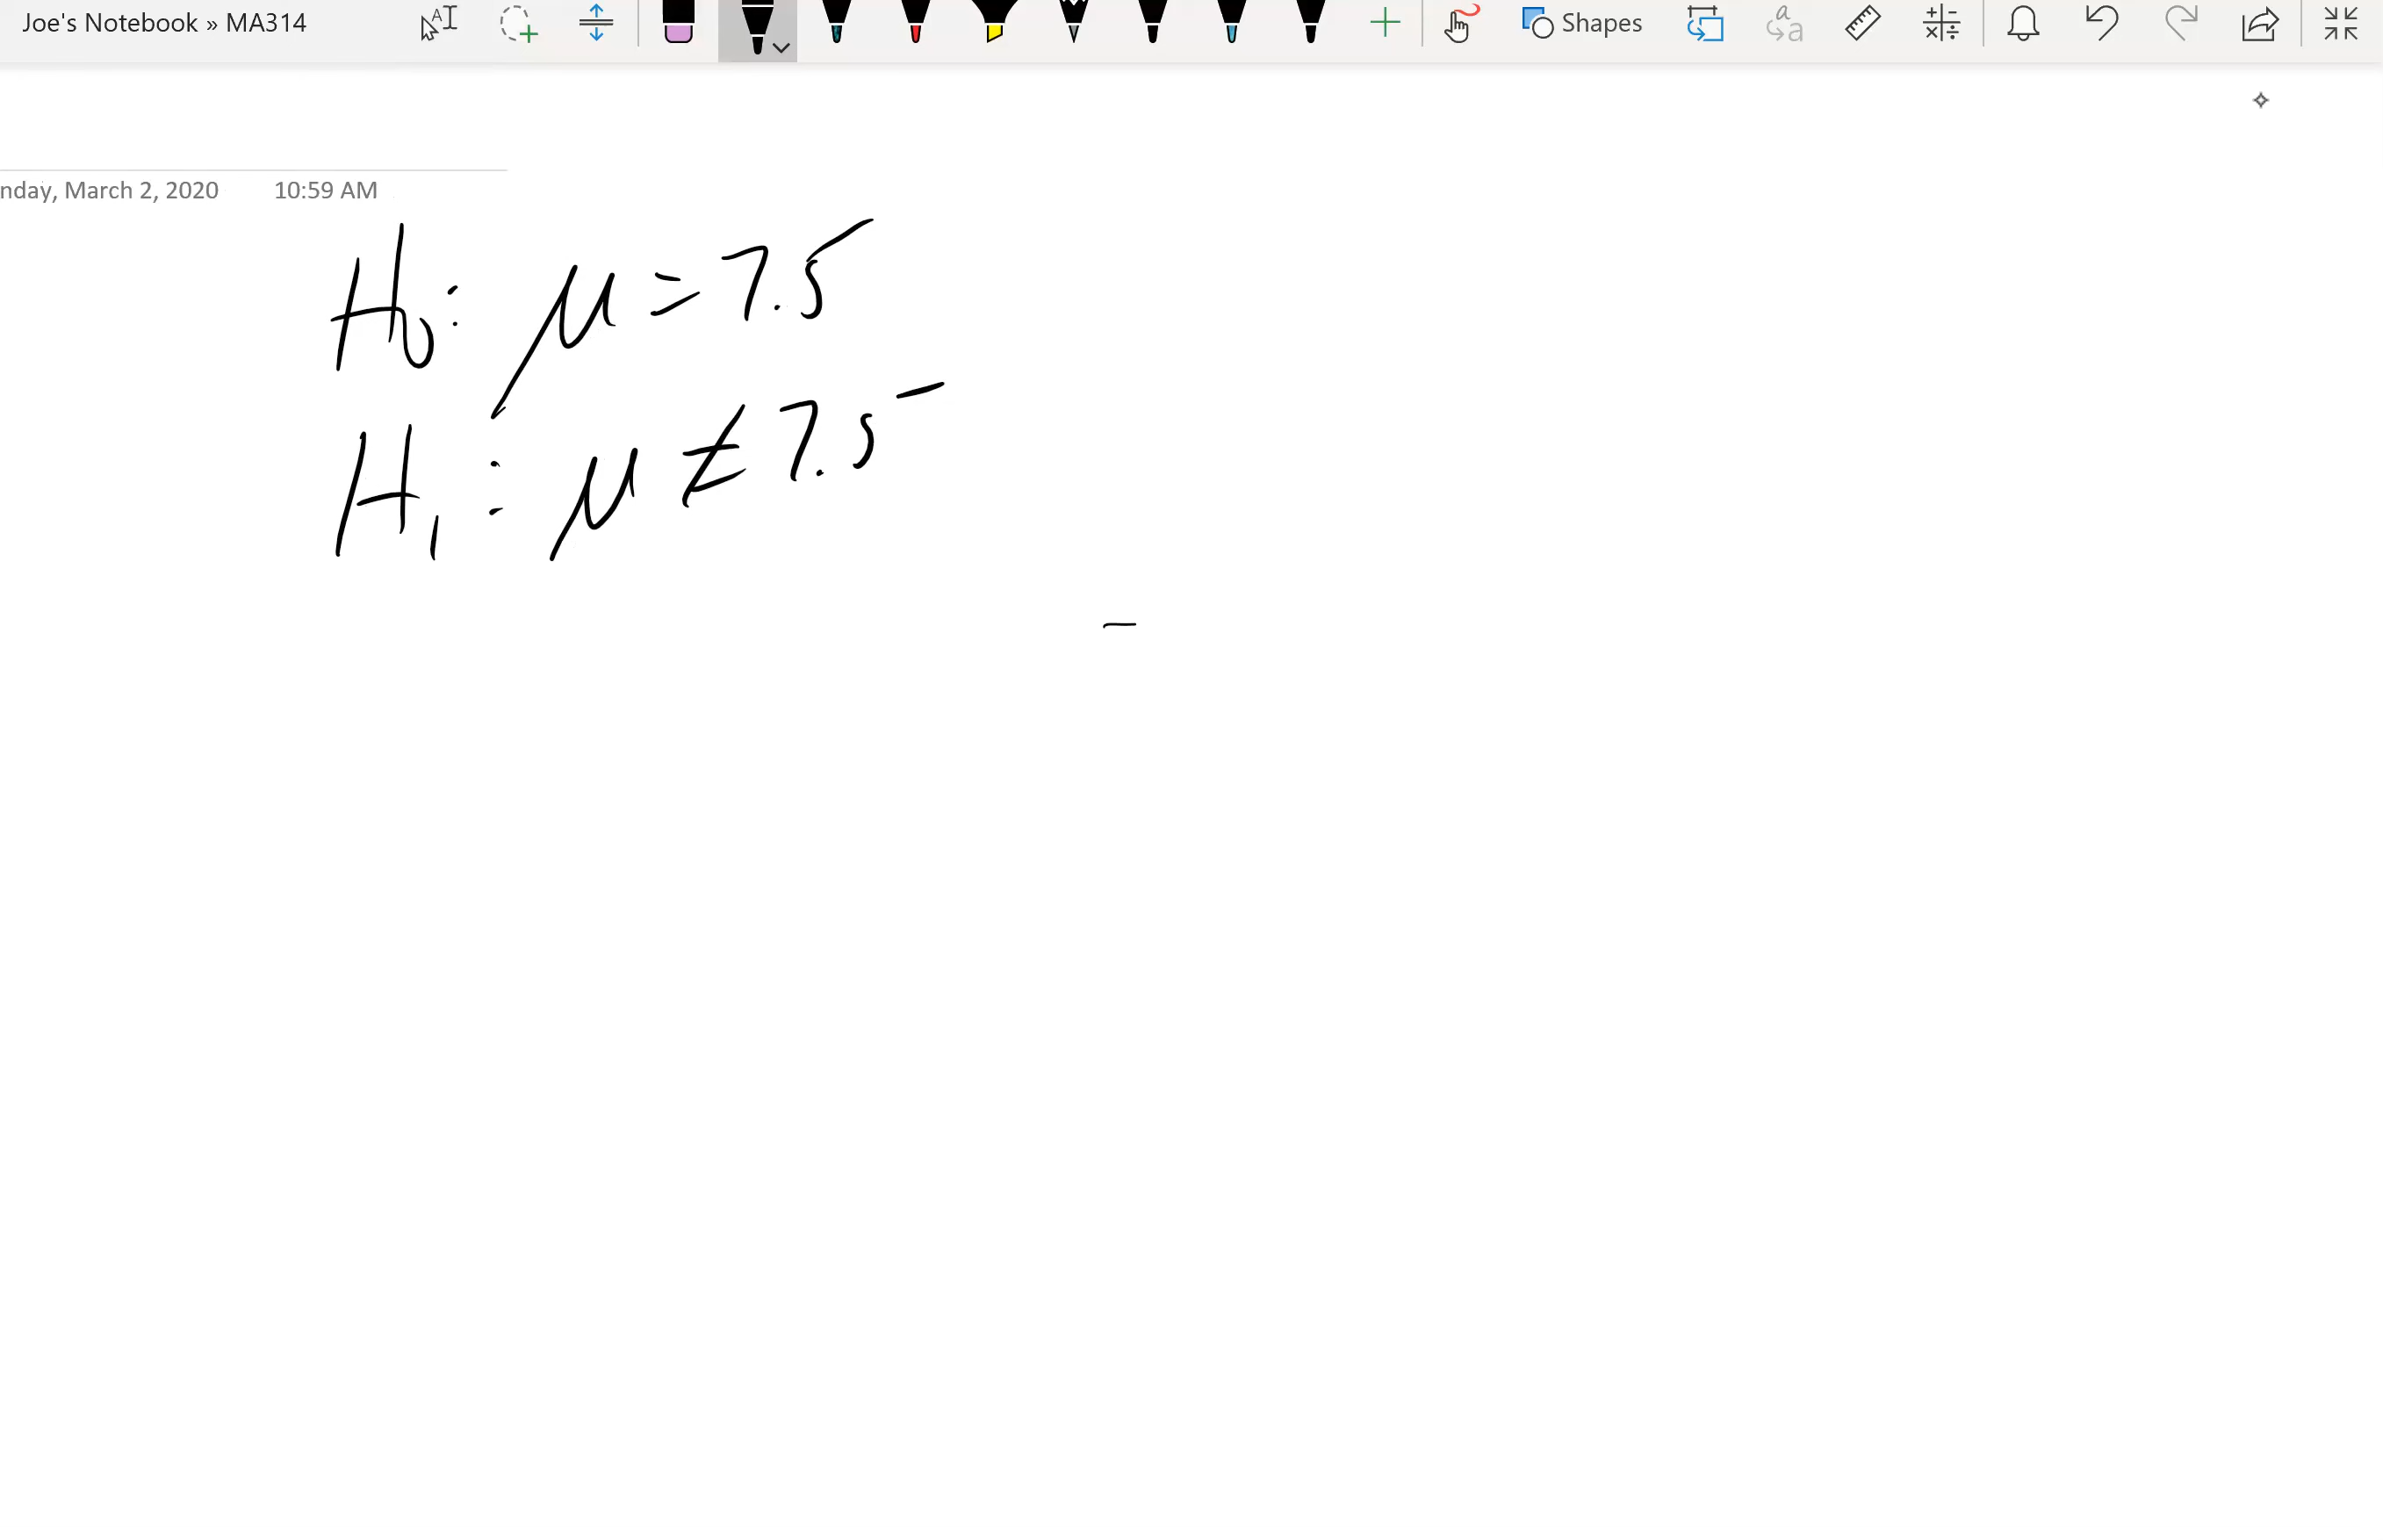 Joe's Notebook » MA314
Shapes
nday, March 2, 2020 10:59 AM
H₀: μ = 7.5
H₁: μ ≠ 7.5
–